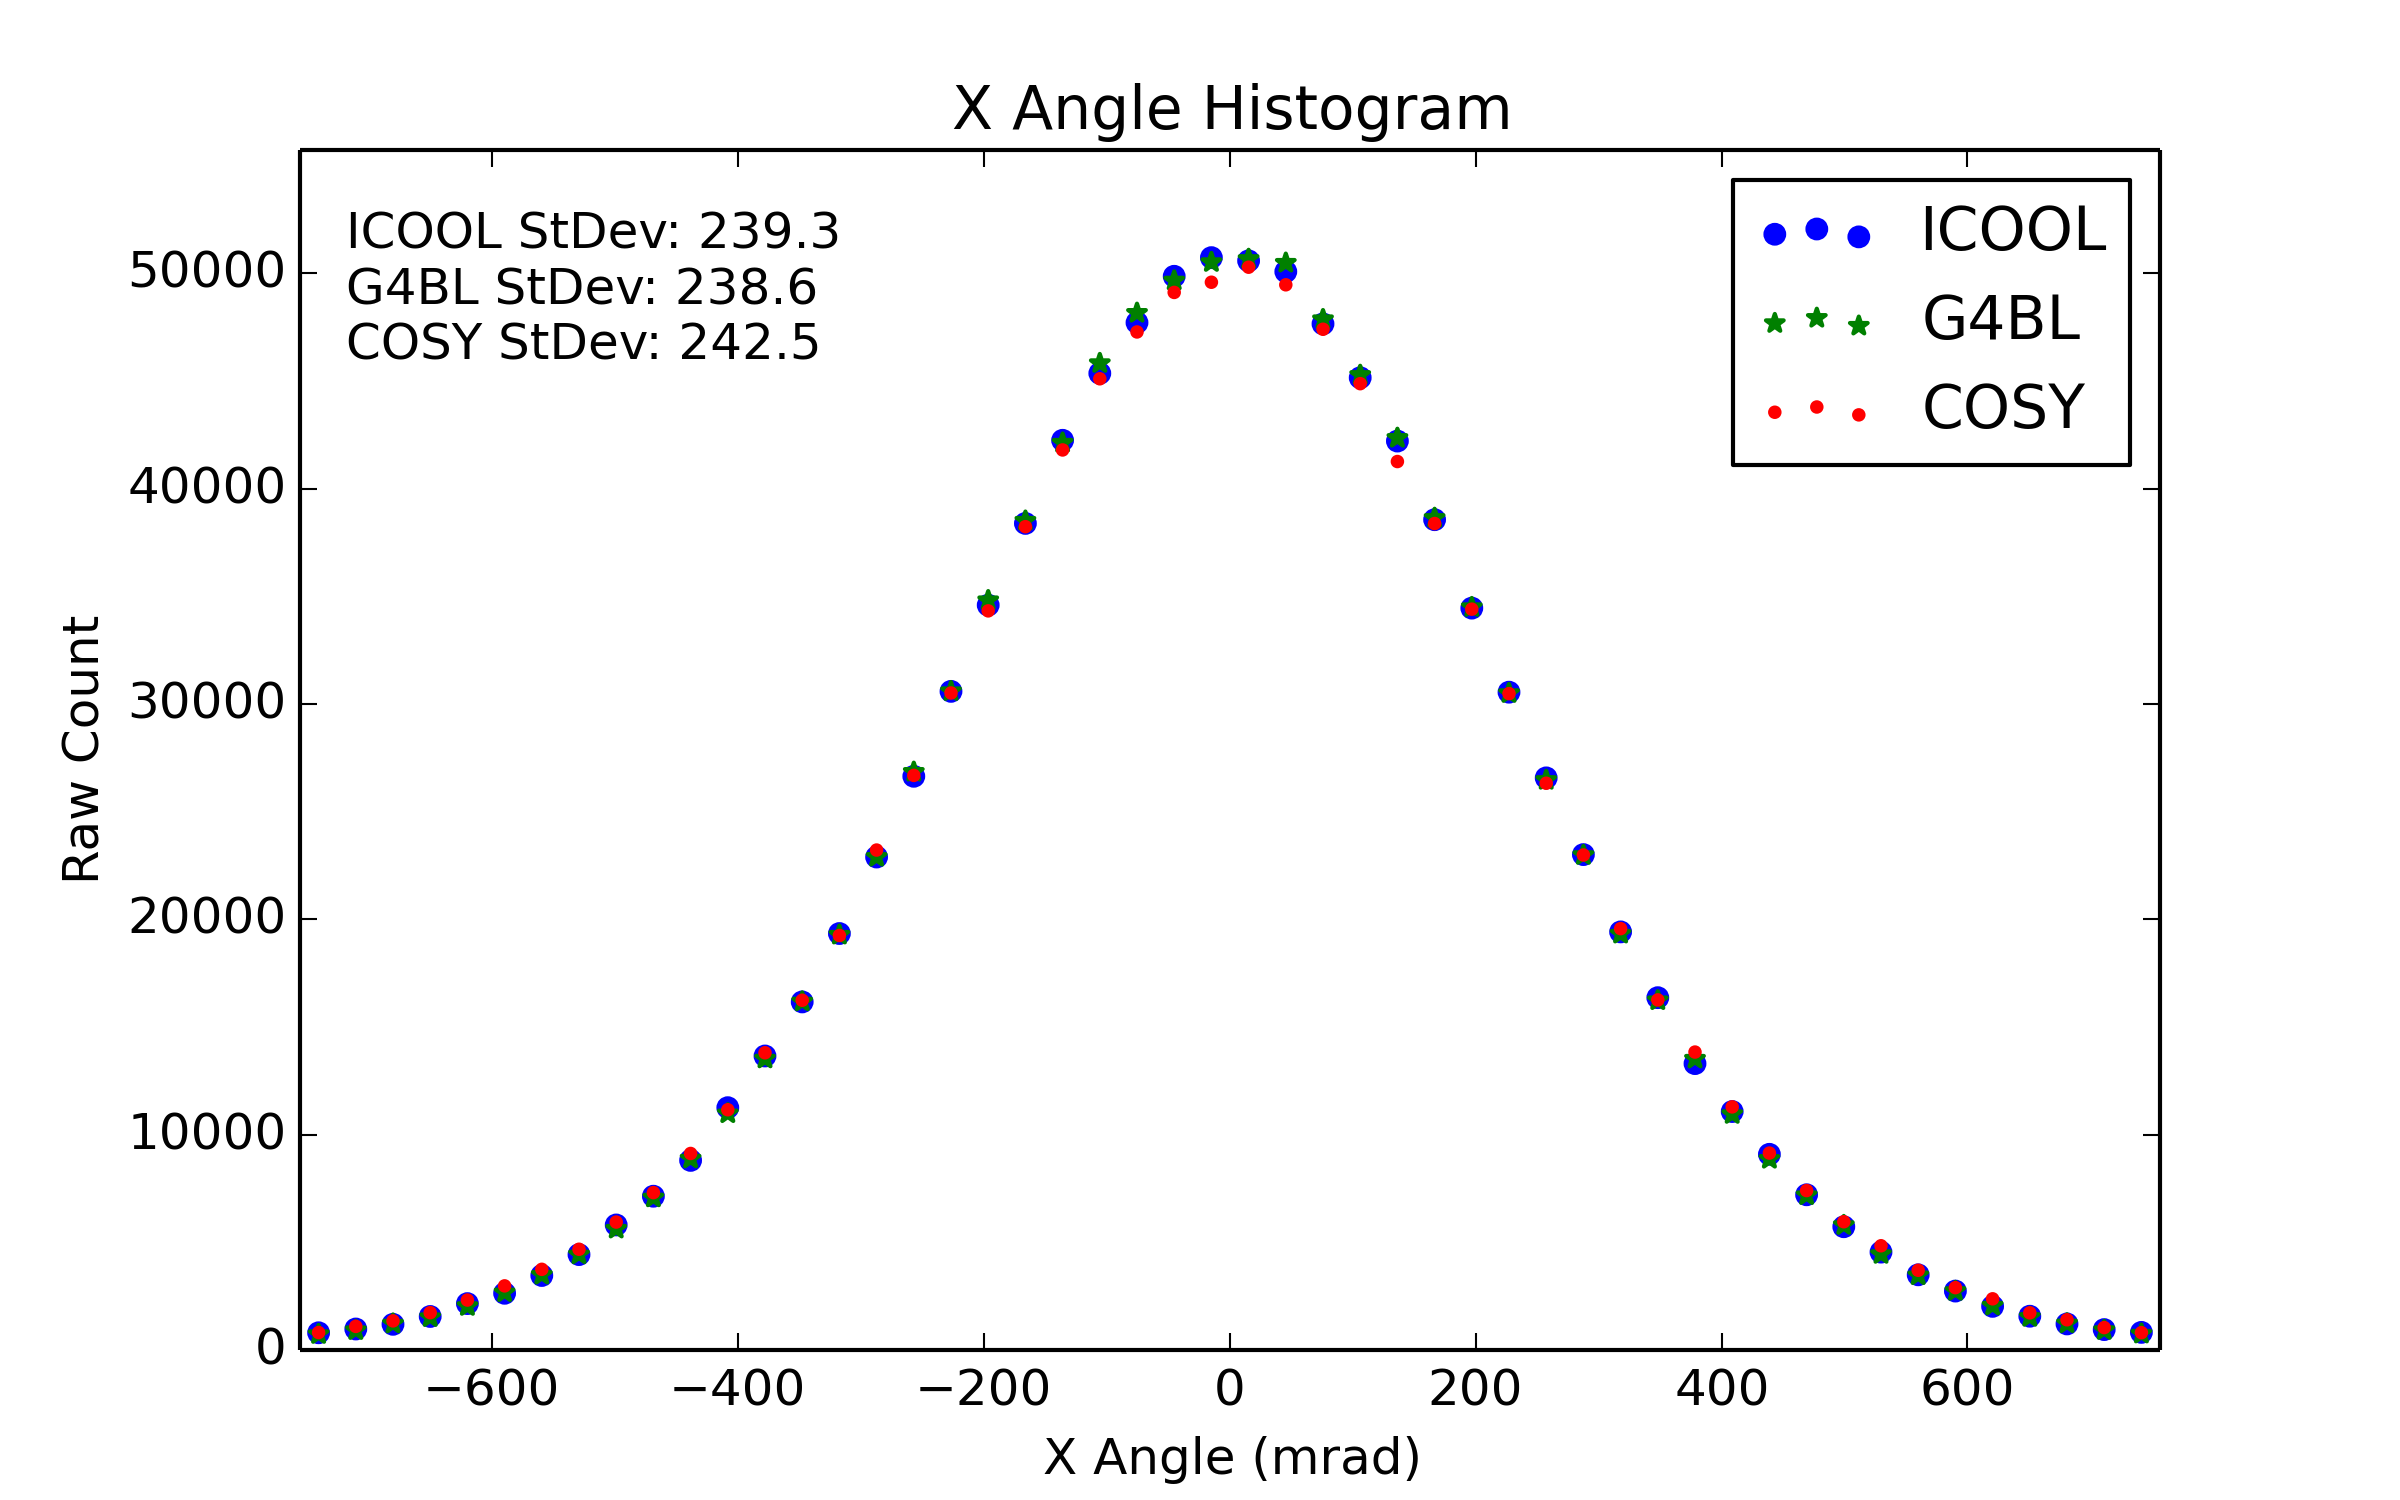 X Angle Histogram
ICOOL StDev: 239.3
G4BL StDev: 238.6
COSY StDev: 242.5
ICOOL
G4BL
COSY
Raw Count
50000
40000
30000
20000
10000
0
−600 −400 −200 0 200 400 600
X Angle (mrad)